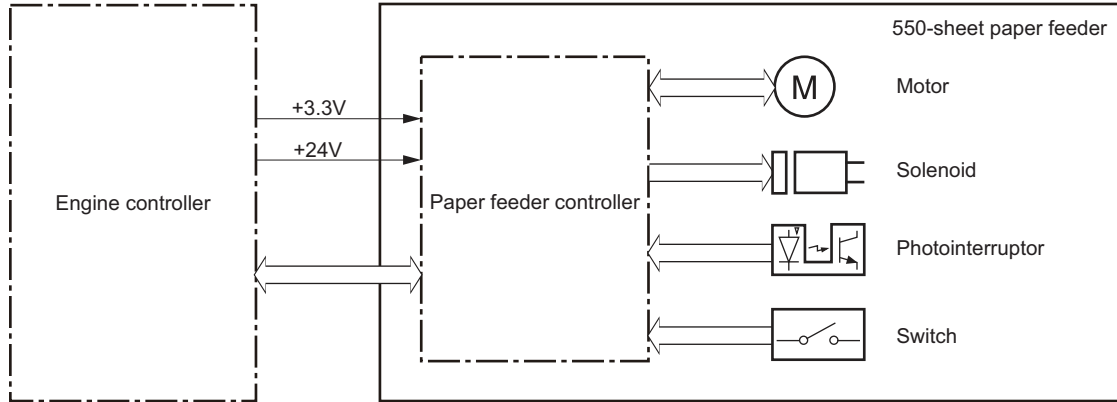 550-sheet paper feeder
M
Motor
+3.3V
+24V
Solenoid
Engine controller
Paper feeder controller
Photointerruptor
Switch